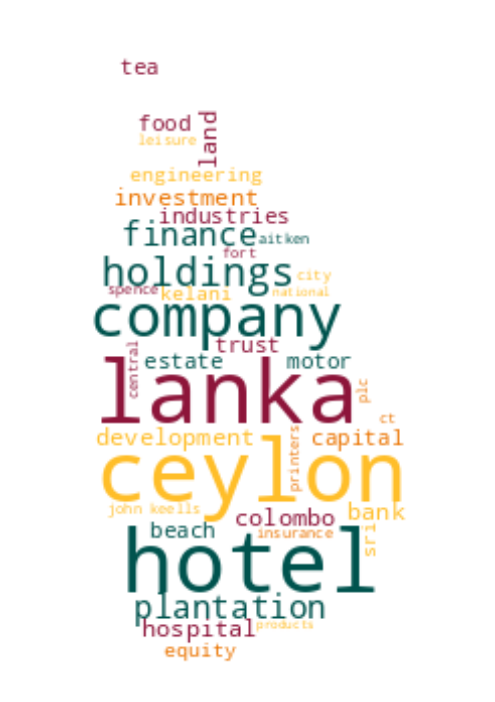 tea
food
land
leisure
engineering
investment
industries
finance
aitken
fort
holdings
city
spence
kelani
national
company
trust
central
estate
motor
lanka
plc
ct
development
printers
capital
ceylon
john keells
bank
colombo
beach
insurance
sri
hotel
plantation
hospital
products
equity